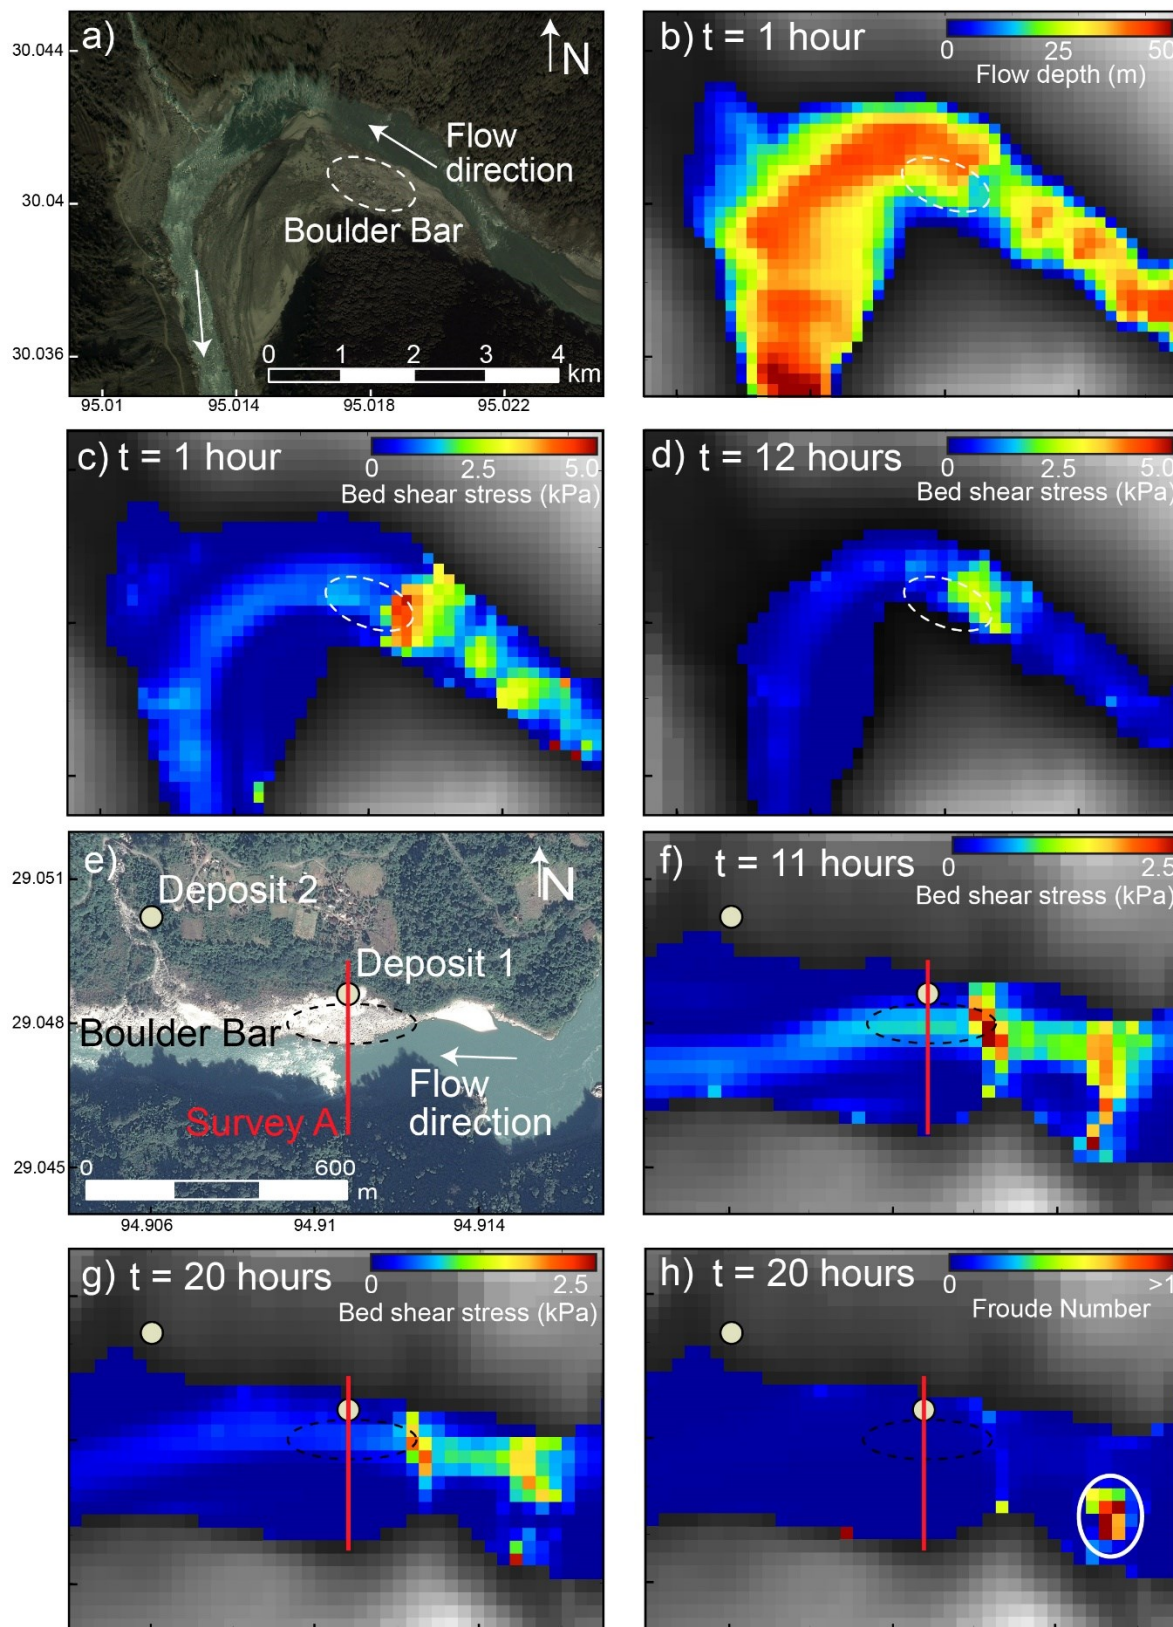 a)
N
30.044
30.04
30.036
Flow
direction
Boulder Bar
0 1 2 3 4
km
95.01 95.014 95.018 95.022
b) t = 1 hour
0 25 50
Flow depth (m)
c) t = 1 hour
0 2.5 5.0
Bed shear stress (kPa)
d) t = 12 hours
0 2.5 5.0
Bed shear stress (kPa)
e)
N
29.051
29.048
29.045
Deposit 2
Deposit 1
Boulder Bar
Flow
direction
Survey A
0 600
m
94.906 94.91 94.914
f) t = 11 hours
0 2.5
Bed shear stress (kPa)
g) t = 20 hours
0 2.5
Bed shear stress (kPa)
h) t = 20 hours
0 >1
Froude Number